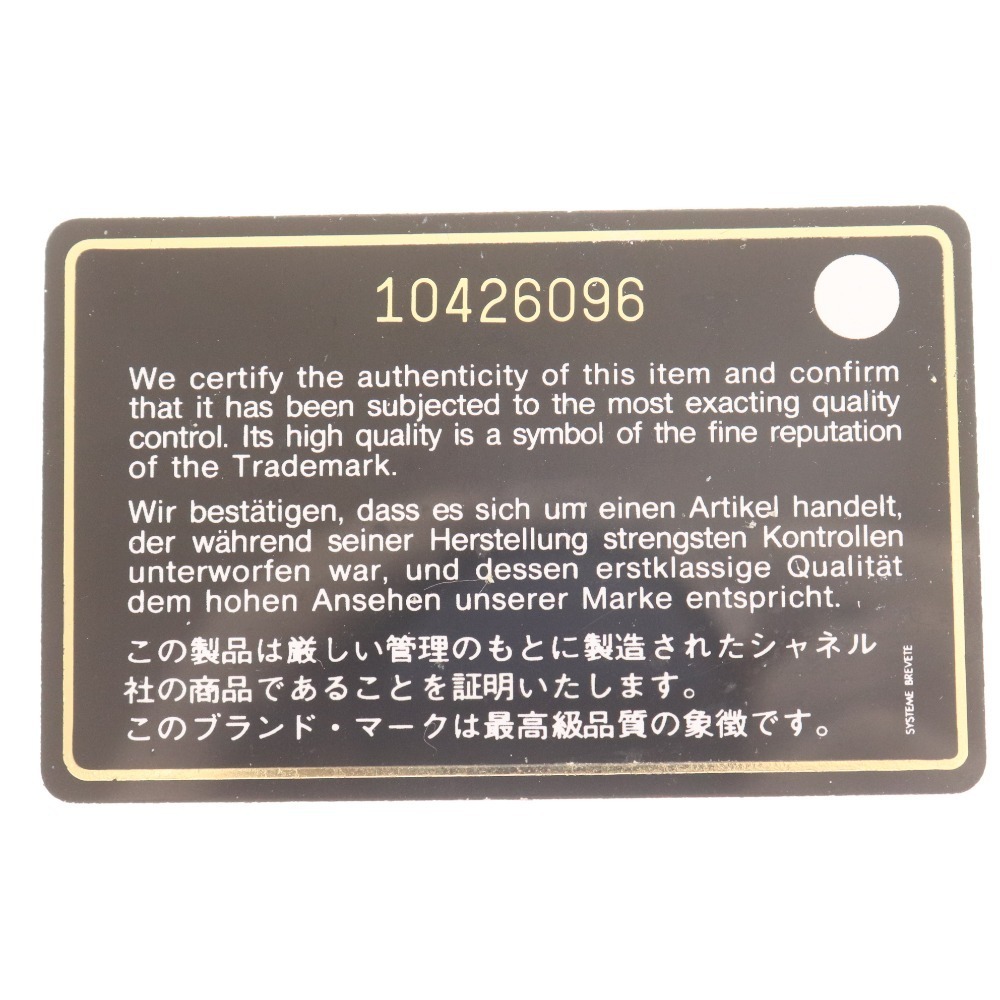 10426096
We certify the authenticity of this item and confirm
that it has been subjected to the most exacting quality
control. Its high quality is a symbol of the fine reputation
of the Trademark.
Wir bestätigen, dass es sich um einen Artikel handelt,
der während seiner Herstellung strengsten Kontrollen
unterworfen war, und dessen erstklassige Qualität
dem hohen Ansehen unserer Marke entspricht.
この製品は厳しい管理のもとに製造されたシャネル
社の商品であることを証明いたします。
このブランド・マークは最高級品質の象徴です。
SYSTEME BREVETE